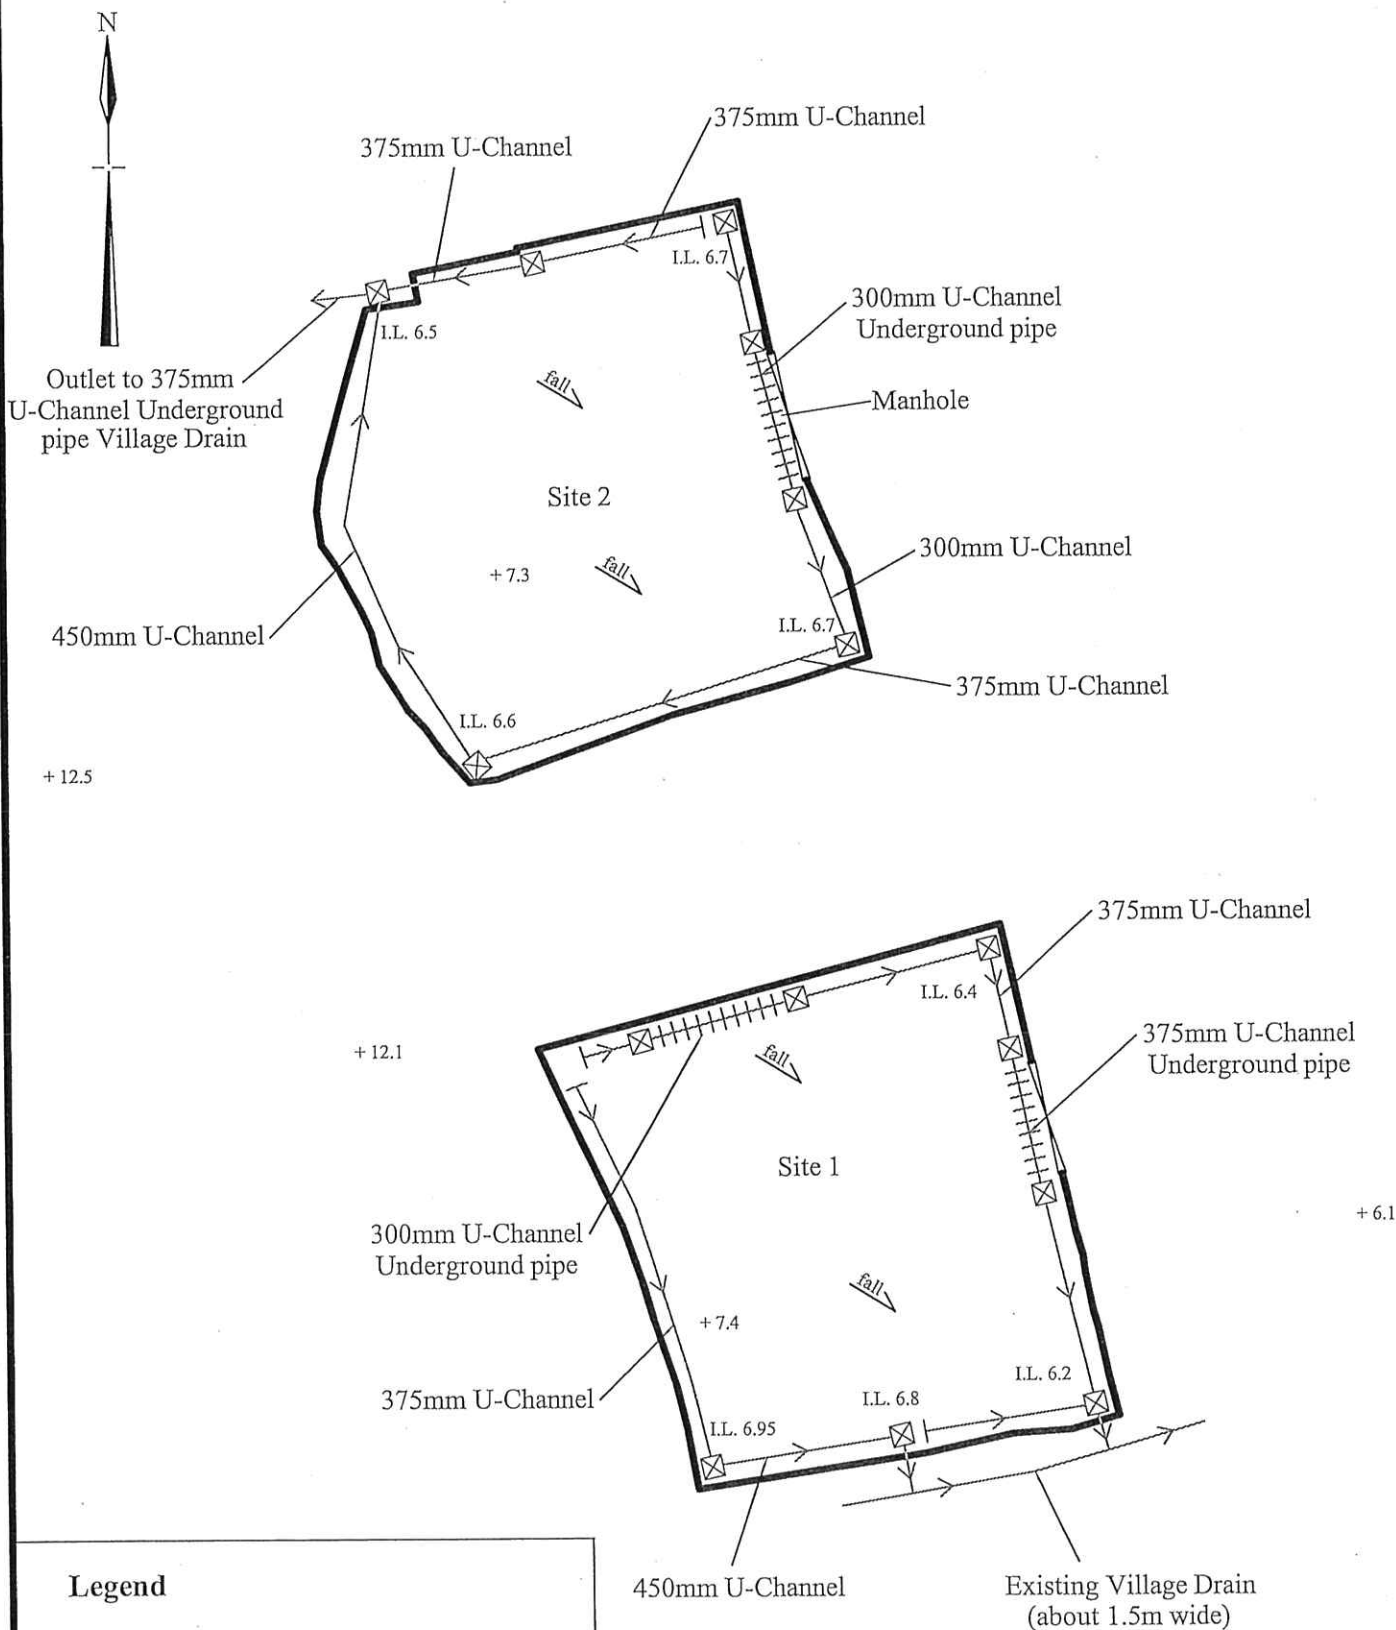 N
375mm U-Channel
375mm U-Channel
I.L. 6.7
300mm U-Channel
Underground pipe
I.L. 6.5
Outlet to 375mm
U-Channel Underground
pipe Village Drain
fall
Manhole
Site 2
300mm U-Channel
fall
+ 7.3
450mm U-Channel
I.L. 6.7
375mm U-Channel
I.L. 6.6
+ 12.5
375mm U-Channel
I.L. 6.4
+ 12.1
fall
375mm U-Channel
Underground pipe
Site 1
+ 6.1
300mm U-Channel
Underground pipe
fall
+ 7.4
375mm U-Channel
I.L. 6.2
I.L. 6.8
I.L. 6.95
Legend
450mm U-Channel
Existing Village Drain
(about 1.5m wide)